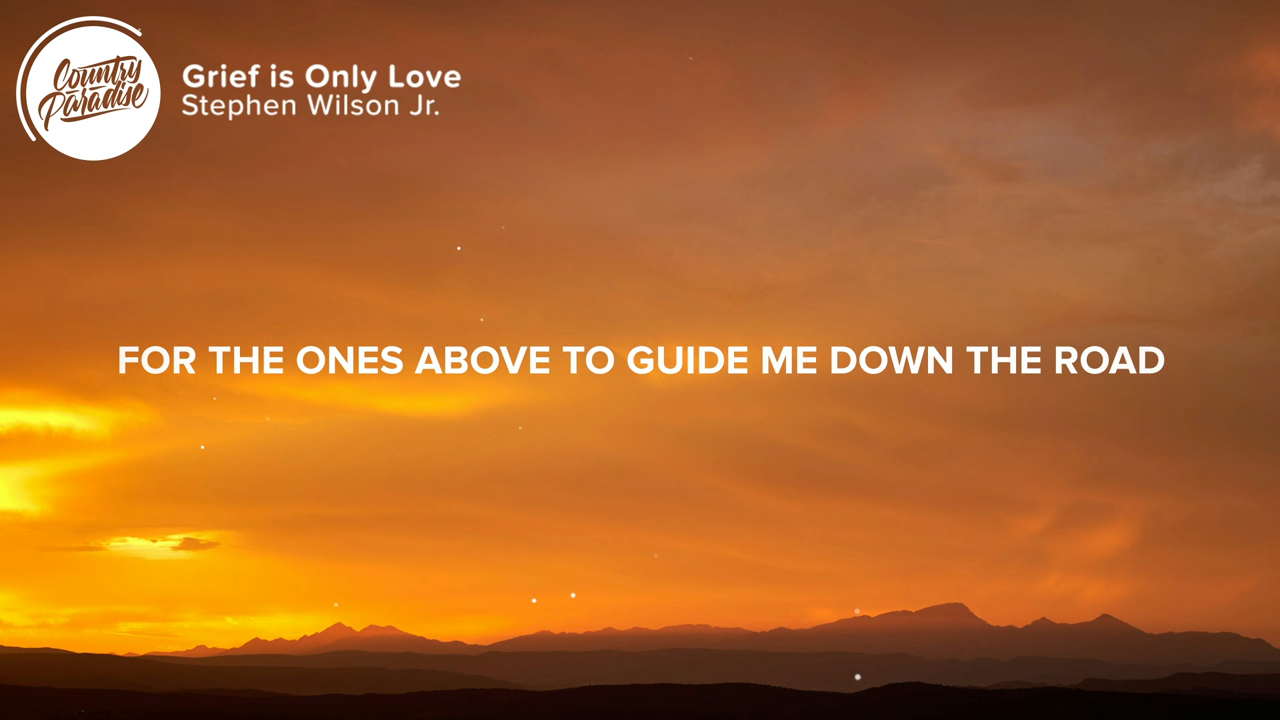 Country
Paradise
Grief is Only Love
Stephen Wilson Jr.
FOR THE ONES ABOVE TO GUIDE ME DOWN THE ROAD